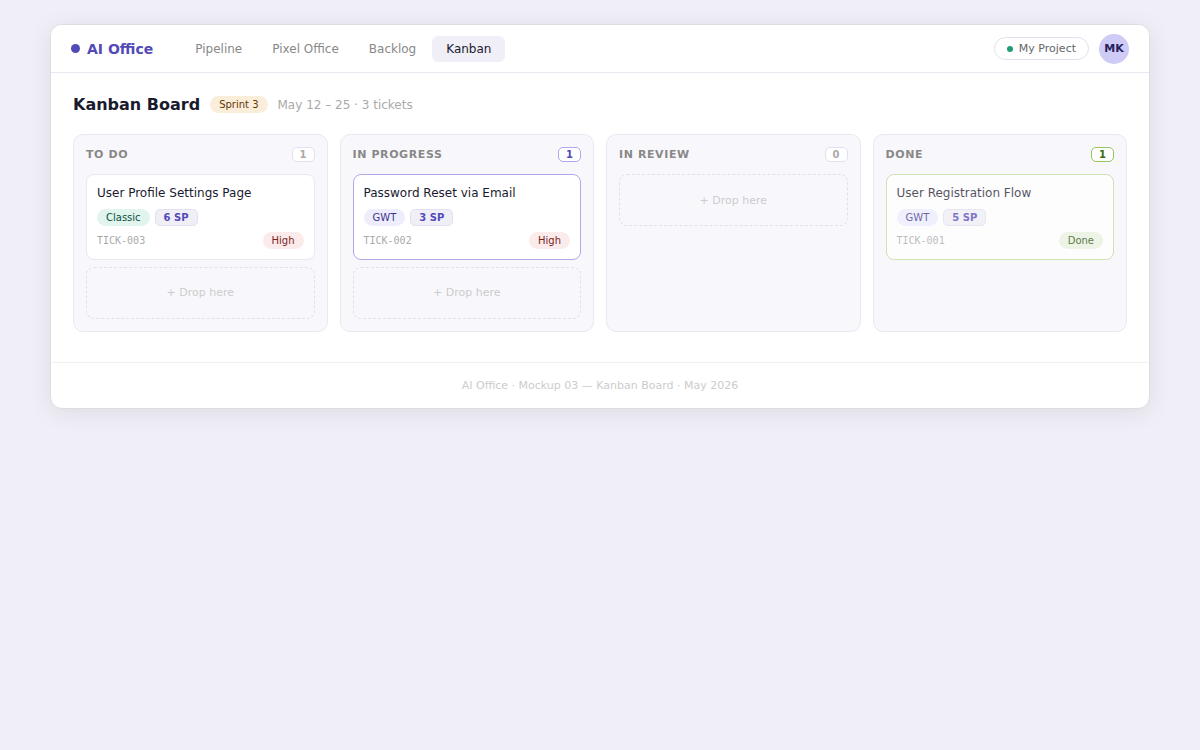 AI Office
Pipeline
Pixel Office
Backlog
Kanban
My Project
MK
Kanban Board
Sprint 3
May 12 – 25 · 3 tickets
TO DO
1
User Profile Settings Page
Classic
6 SP
TICK-003
High
+ Drop here
IN PROGRESS
1
Password Reset via Email
GWT
3 SP
TICK-002
High
+ Drop here
IN REVIEW
0
+ Drop here
DONE
1
User Registration Flow
GWT
5 SP
TICK-001
Done
AI Office · Mockup 03 — Kanban Board · May 2026